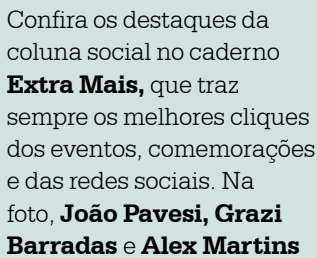 Confira os destaques da
coluna social no caderno
Extra Mais, que traz
sempre os melhores cliques
dos eventos, comemorações
e das redes sociais. Na
foto, João Pavesi, Grazi
Barradas e Alex Martins